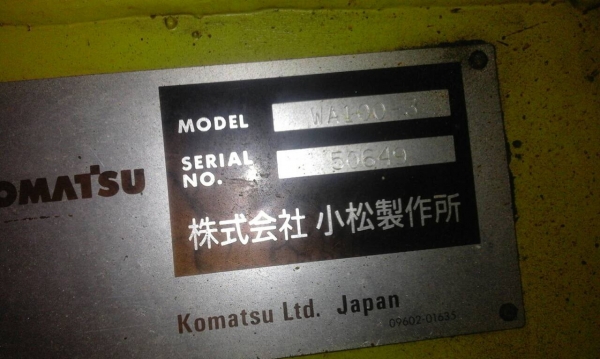 OMATSU
MODEL WA100-3
SERIAL NO. 50649
株式会社 小松製作所
Komatsu Ltd. Japan
09602-01635